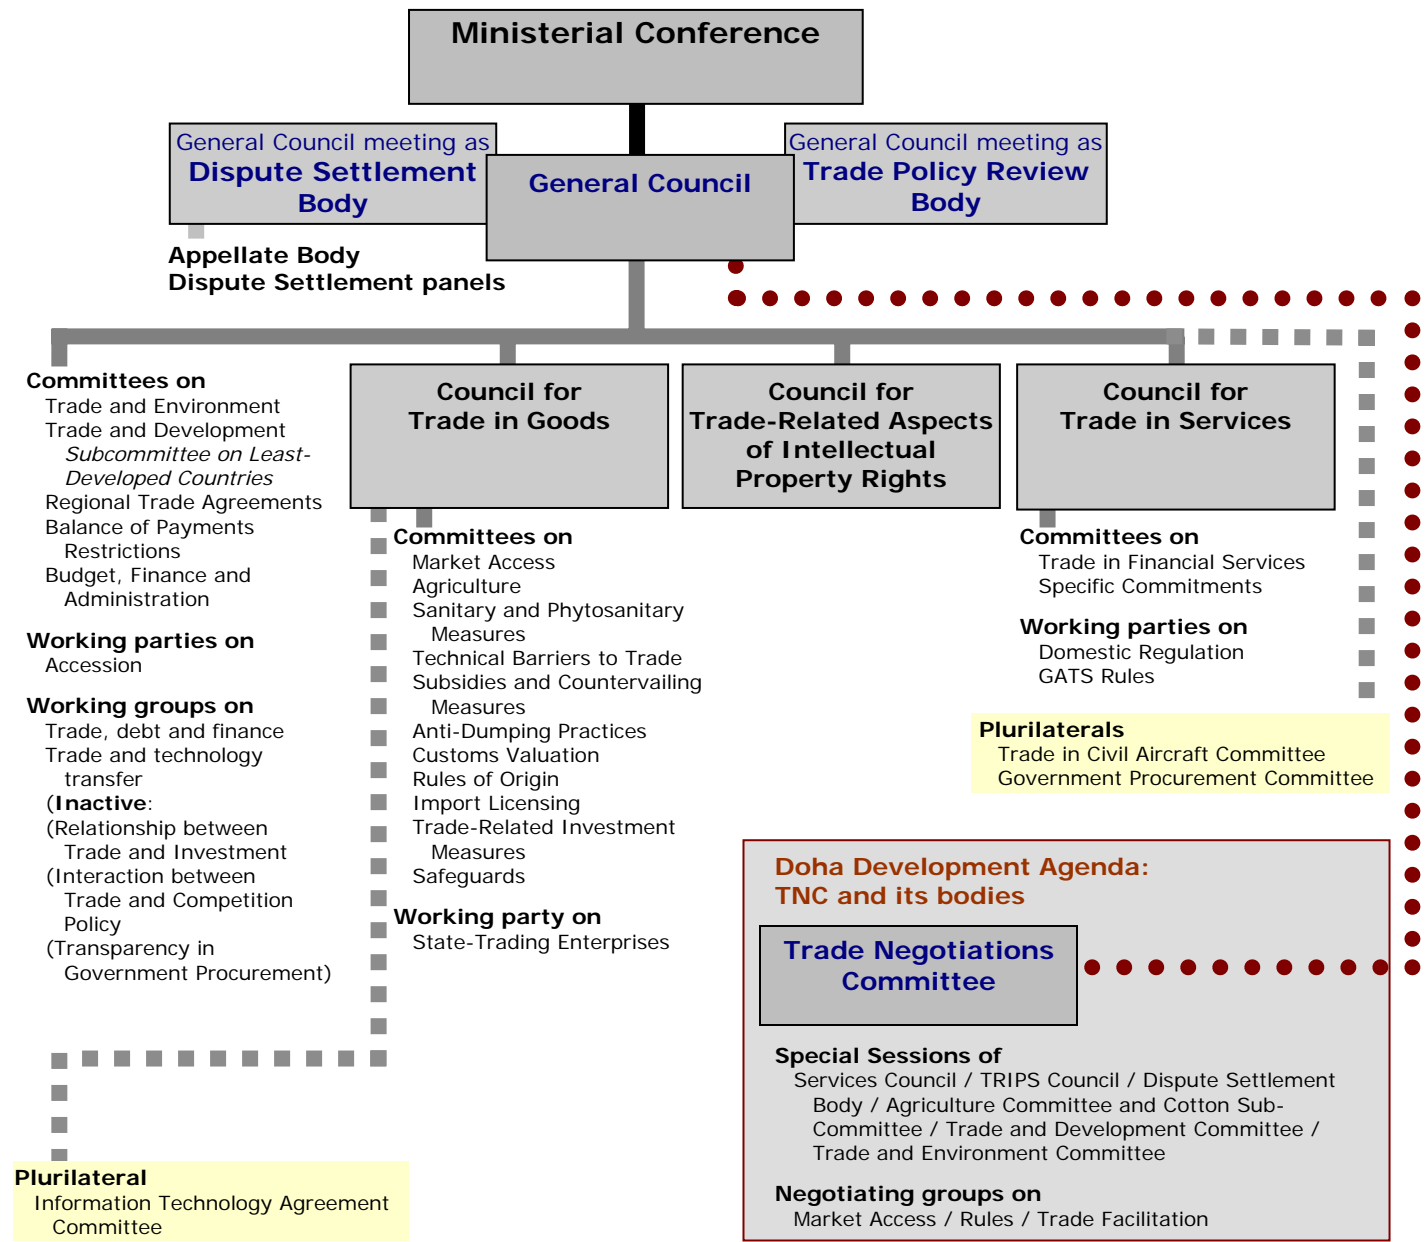 Ministerial Conference
General Council meeting as
Dispute Settlement
Body
General Council
General Council meeting as
Trade Policy Review
Body
Appellate Body
Dispute Settlement panels
Committees on
Trade and Environment
Trade and Development
Subcommittee on Least-
Developed Countries
Regional Trade Agreements
Balance of Payments
Restrictions
Budget, Finance and
Administration
Working parties on
Accession
Working groups on
Trade, debt and finance
Trade and technology
transfer
(Inactive:
(Relationship between
Trade and Investment
(Interaction between
Trade and Competition
Policy
(Transparency in
Government Procurement)
Council for
Trade in Goods
Committees on
Market Access
Agriculture
Sanitary and Phytosanitary
Measures
Technical Barriers to Trade
Subsidies and Countervailing
Measures
Anti-Dumping Practices
Customs Valuation
Rules of Origin
Import Licensing
Trade-Related Investment
Measures
Safeguards
Working party on
State-Trading Enterprises
Plurilateral
Information Technology Agreement
Committee
Council for
Trade-Related Aspects
of Intellectual
Property Rights
Council for
Trade in Services
Committees on
Trade in Financial Services
Specific Commitments
Working parties on
Domestic Regulation
GATS Rules
Plurilaterals
Trade in Civil Aircraft Committee
Government Procurement Committee
Doha Development Agenda:
TNC and its bodies
Trade Negotiations
Committee
Special Sessions of
Services Council / TRIPS Council / Dispute Settlement
Body / Agriculture Committee and Cotton Sub-
Committee / Trade and Development Committee /
Trade and Environment Committee
Negotiating groups on
Market Access / Rules / Trade Facilitation